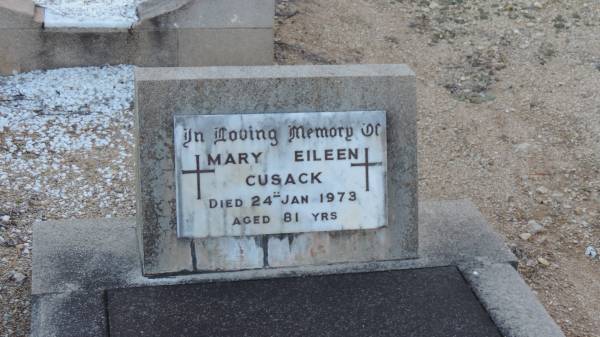 In Loving Memory Of
MARY EILEEN
CUSACK
DIED 24TH JAN 1973
AGED 81 YRS